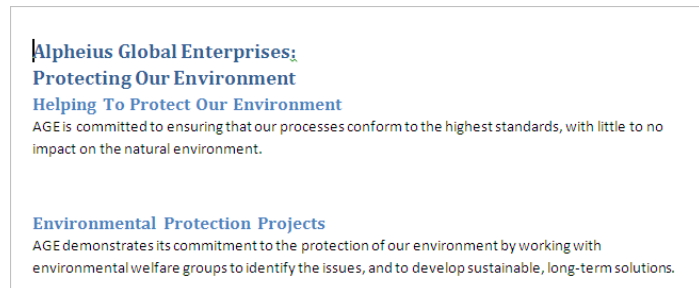 Alpheius Global Enterprises:
Protecting Our Environment
Helping To Protect Our Environment
AGE is committed to ensuring that our processes conform to the highest standards, with little to no
impact on the natural environment.
Environmental Protection Projects
AGE demonstrates its commitment to the protection of our environment by working with
environmental welfare groups to identify the issues, and to develop sustainable, long-term solutions.